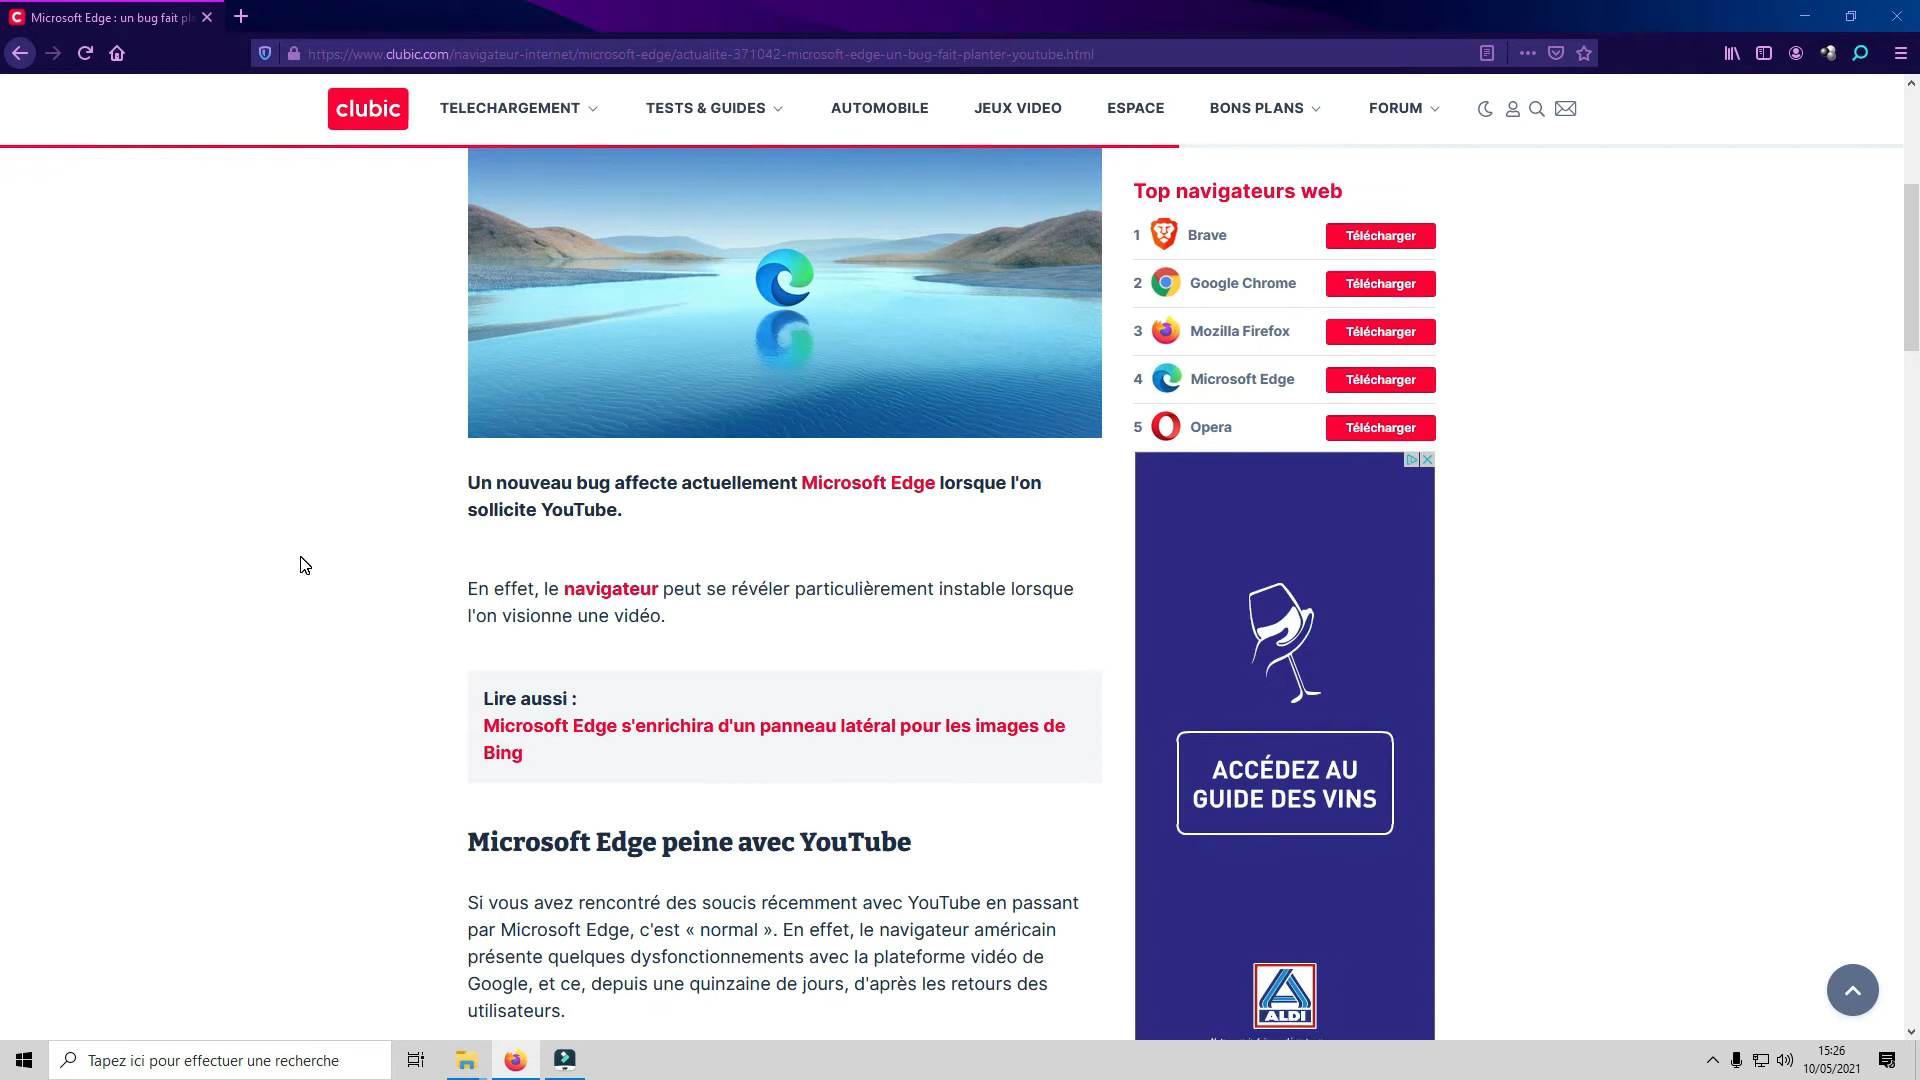 Microsoft Edge : un bug fait pl
https://www.clubic.com/navigateur-internet/microsoft-edge/actualite-371042-microsoft-edge-un-bug-fait-planter-youtube.html
clubic
TELECHARGEMENT
TESTS & GUIDES
AUTOMOBILE
JEUX VIDEO
ESPACE
BONS PLANS
FORUM
Un nouveau bug affecte actuellement Microsoft Edge lorsque l'on
sollicite YouTube.
En effet, le navigateur peut se révéler particulièrement instable lorsque
l'on visionne une vidéo.
Lire aussi :
Microsoft Edge s'enrichira d'un panneau latéral pour les images de
Bing
Microsoft Edge peine avec YouTube
Si vous avez rencontré des soucis récemment avec YouTube en passant
par Microsoft Edge, c'est « normal ». En effet, le navigateur américain
présente quelques dysfonctionnements avec la plateforme vidéo de
Google, et ce, depuis une quinzaine de jours, d'après les retours des
utilisateurs.
Top navigateurs web
1 Brave Télécharger
2 Google Chrome Télécharger
3 Mozilla Firefox Télécharger
4 Microsoft Edge Télécharger
5 Opera Télécharger
ACCÉDEZ AU
GUIDE DES VINS
ALDI
Tapez ici pour effectuer une recherche
15:26
10/05/2021